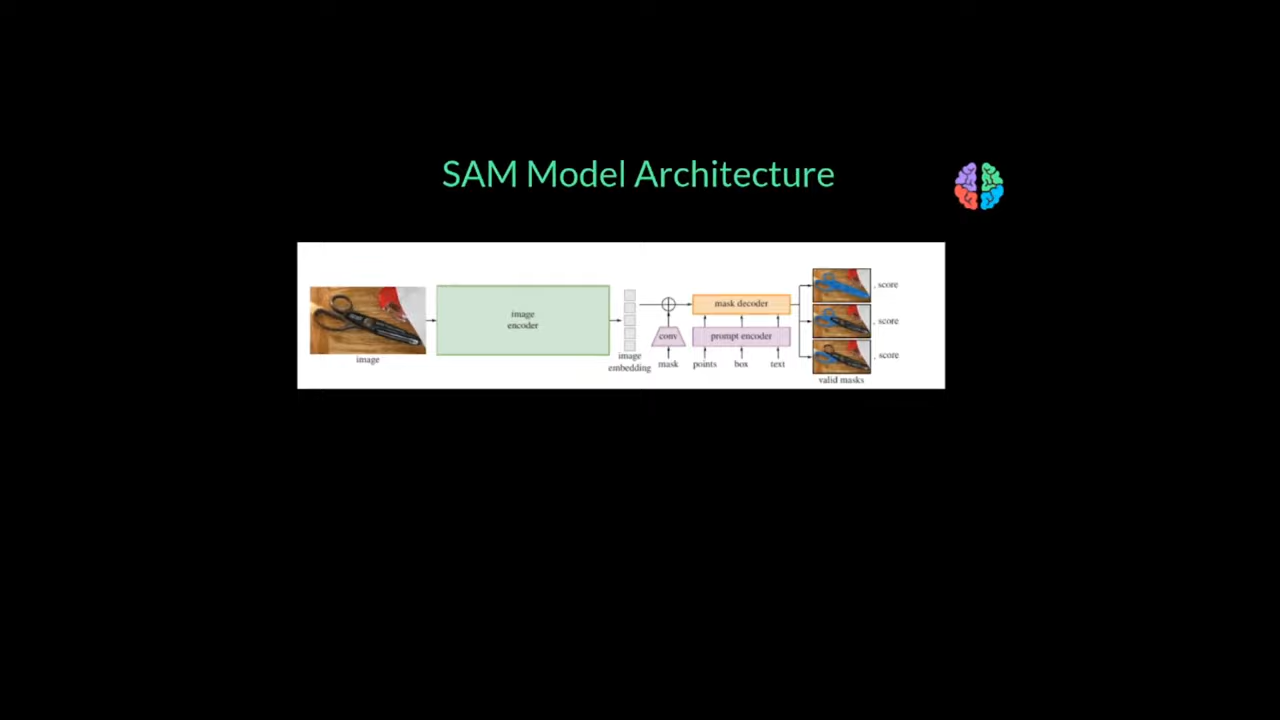 SAM Model Architecture
image
encoder
image
image
embedding
conv
mask
mask decoder
prompt encoder
points
box
text
, score
, score
, score
valid masks